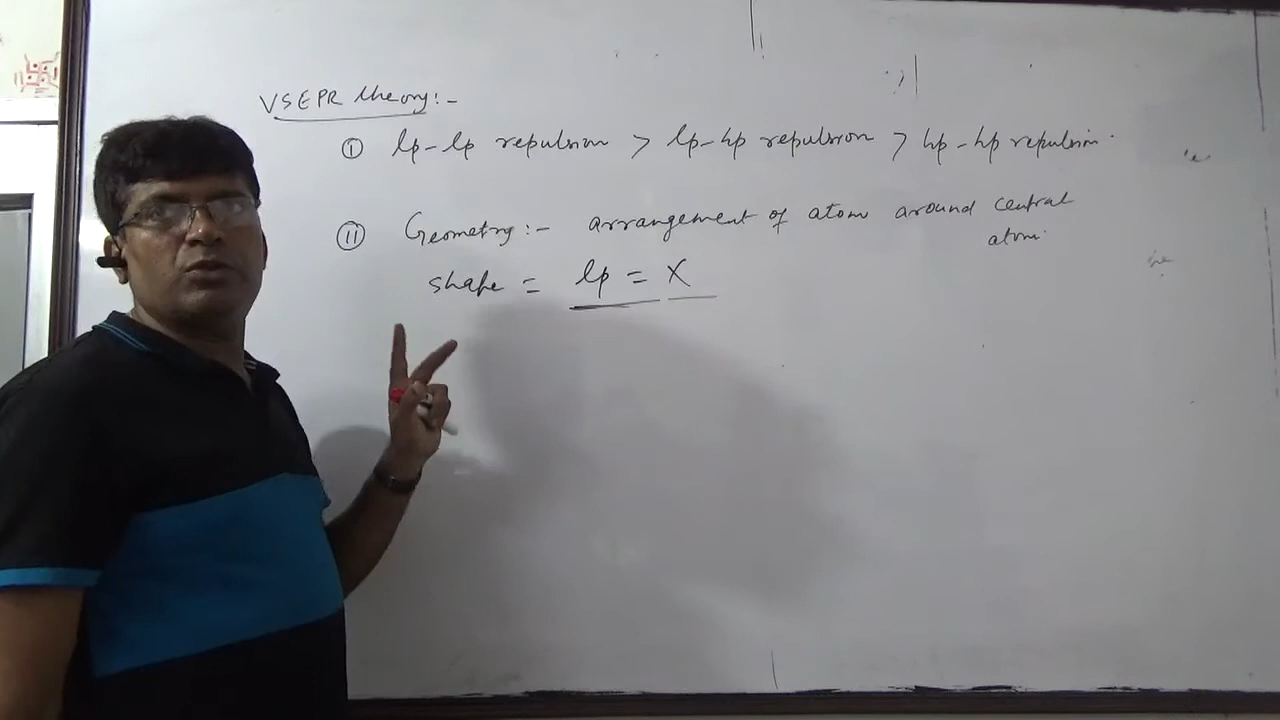 VSEPR theory:-
① lp-lp repulsion > lp-bp repulsion > bp-bp repulsion.
② Geometry:- arrangement of atom around central
atom.
shape = lp = X